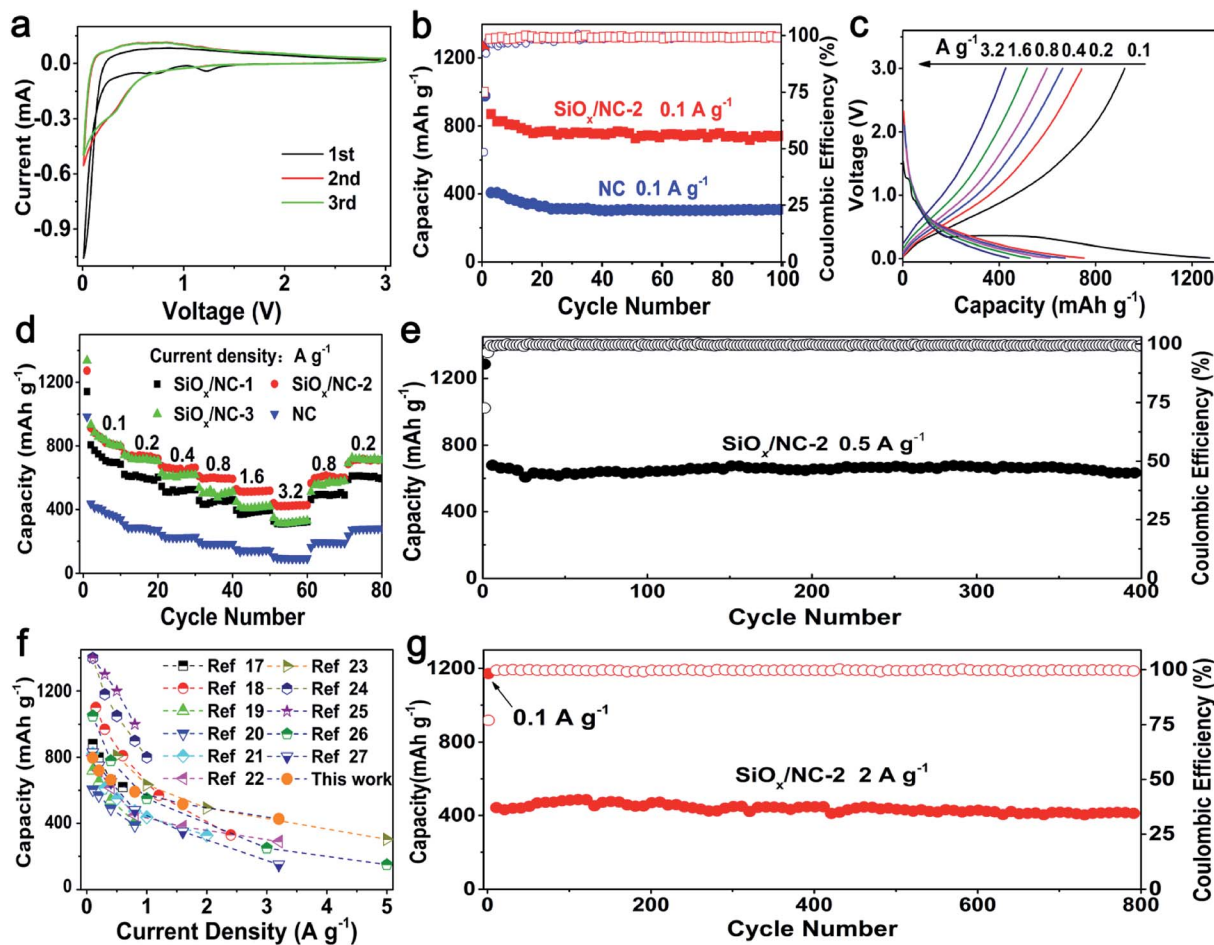 a
Current (mA)
0.0
-0.3
-0.6
-0.9
1st
2nd
3rd
0 1 2 3
Voltage (V)
b
Capacity (mAh g⁻¹)
1200
800
400
0
SiOₓ/NC-2 0.1 A g⁻¹
NC 0.1 A g⁻¹
100
75
50
25
0
Coulombic Efficiency (%)
0 20 40 60 80 100
Cycle Number
c
A g⁻¹
3.2 1.6 0.8 0.4 0.2 0.1
Voltage (V)
3.0
2.0
1.0
0.0
0 400 800 1200
Capacity (mAh g⁻¹)
d
Capacity (mAh g⁻¹)
1200
800
400
0
Current density: A g⁻¹
SiOₓ/NC-1 SiOₓ/NC-2
SiOₓ/NC-3 NC
0.1
0.2
0.4
0.8
1.6
3.2
0.8
0.2
0 20 40 60 80
Cycle Number
e
Capacity (mAh g⁻¹)
1200
800
400
0
SiOₓ/NC-2 0.5 A g⁻¹
100
75
50
25
0
Coulombic Efficiency (%)
0 100 200 300 400
Cycle Number
f
Capacity (mAh g⁻¹)
1200
800
400
0
Ref 17 Ref 23
Ref 18 Ref 24
Ref 19 Ref 25
Ref 20 Ref 26
Ref 21 Ref 27
Ref 22 This work
0 1 2 3 4 5
Current Density (A g⁻¹)
g
Capacity(mAh g⁻¹)
1200
800
400
0
0.1 A g⁻¹
SiOₓ/NC-2 2 A g⁻¹
100
75
50
25
0
Coulombic Efficiency (%)
0 200 400 600 800
Cycle Number